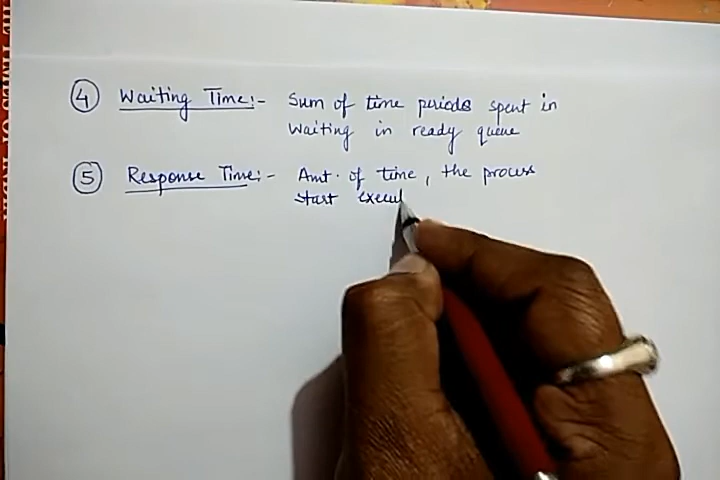 ④ Waiting Time:- Sum of time periods spent in
waiting in ready queue
⑤ Response Time:- Amt. of time, the process
start execu